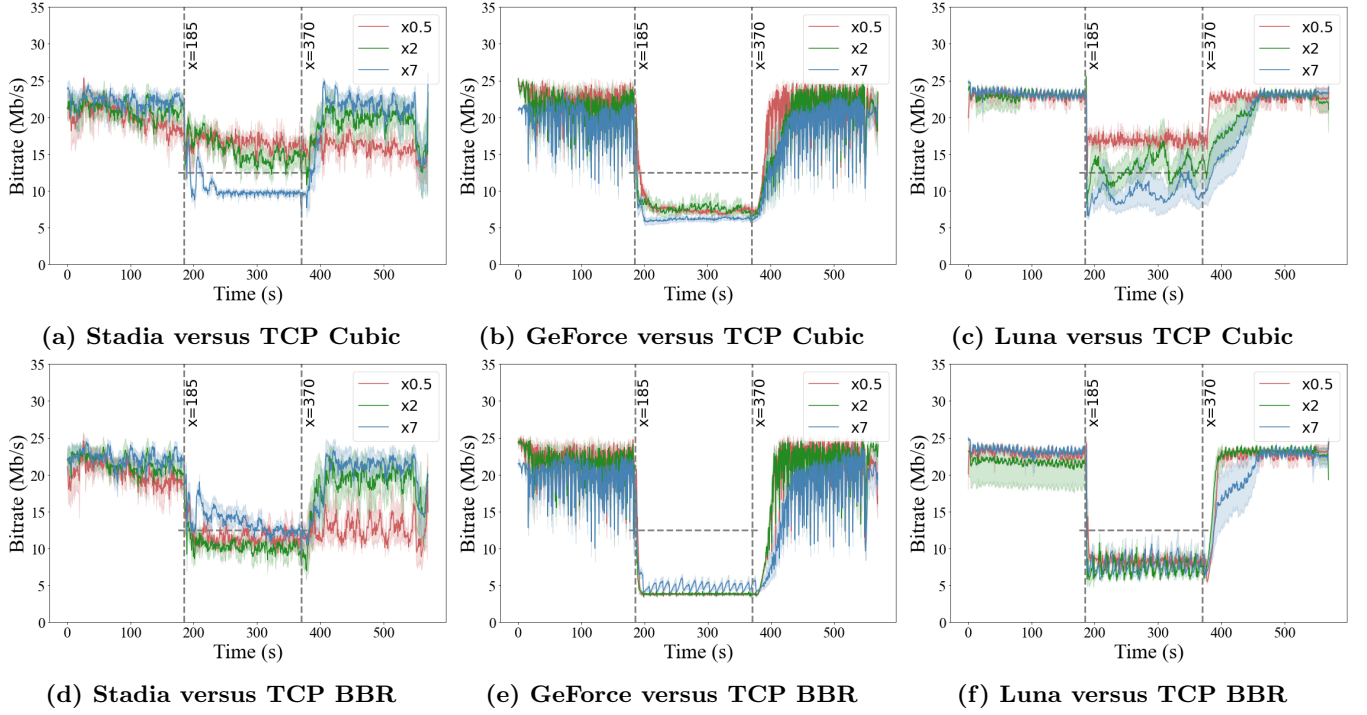 35
30
25
20
15
10
5
0
Bitrate (Mb/s)
x=185
x=370
x0.5
x2
x7
0 100 200 300 400 500
Time (s)
(a) Stadia versus TCP Cubic
35
30
25
20
15
10
5
0
Bitrate (Mb/s)
x=185
x=370
x0.5
x2
x7
0 100 200 300 400 500
Time (s)
(b) GeForce versus TCP Cubic
35
30
25
20
15
10
5
0
Bitrate (Mb/s)
x=185
x=370
x0.5
x2
x7
0 100 200 300 400 500
Time (s)
(c) Luna versus TCP Cubic
35
30
25
20
15
10
5
0
Bitrate (Mb/s)
x=185
x=370
x0.5
x2
x7
0 100 200 300 400 500
Time (s)
(d) Stadia versus TCP BBR
35
30
25
20
15
10
5
0
Bitrate (Mb/s)
x=185
x=370
x0.5
x2
x7
0 100 200 300 400 500
Time (s)
(e) GeForce versus TCP BBR
35
30
25
20
15
10
5
0
Bitrate (Mb/s)
x=185
x=370
x0.5
x2
x7
0 100 200 300 400 500
Time (s)
(f) Luna versus TCP BBR